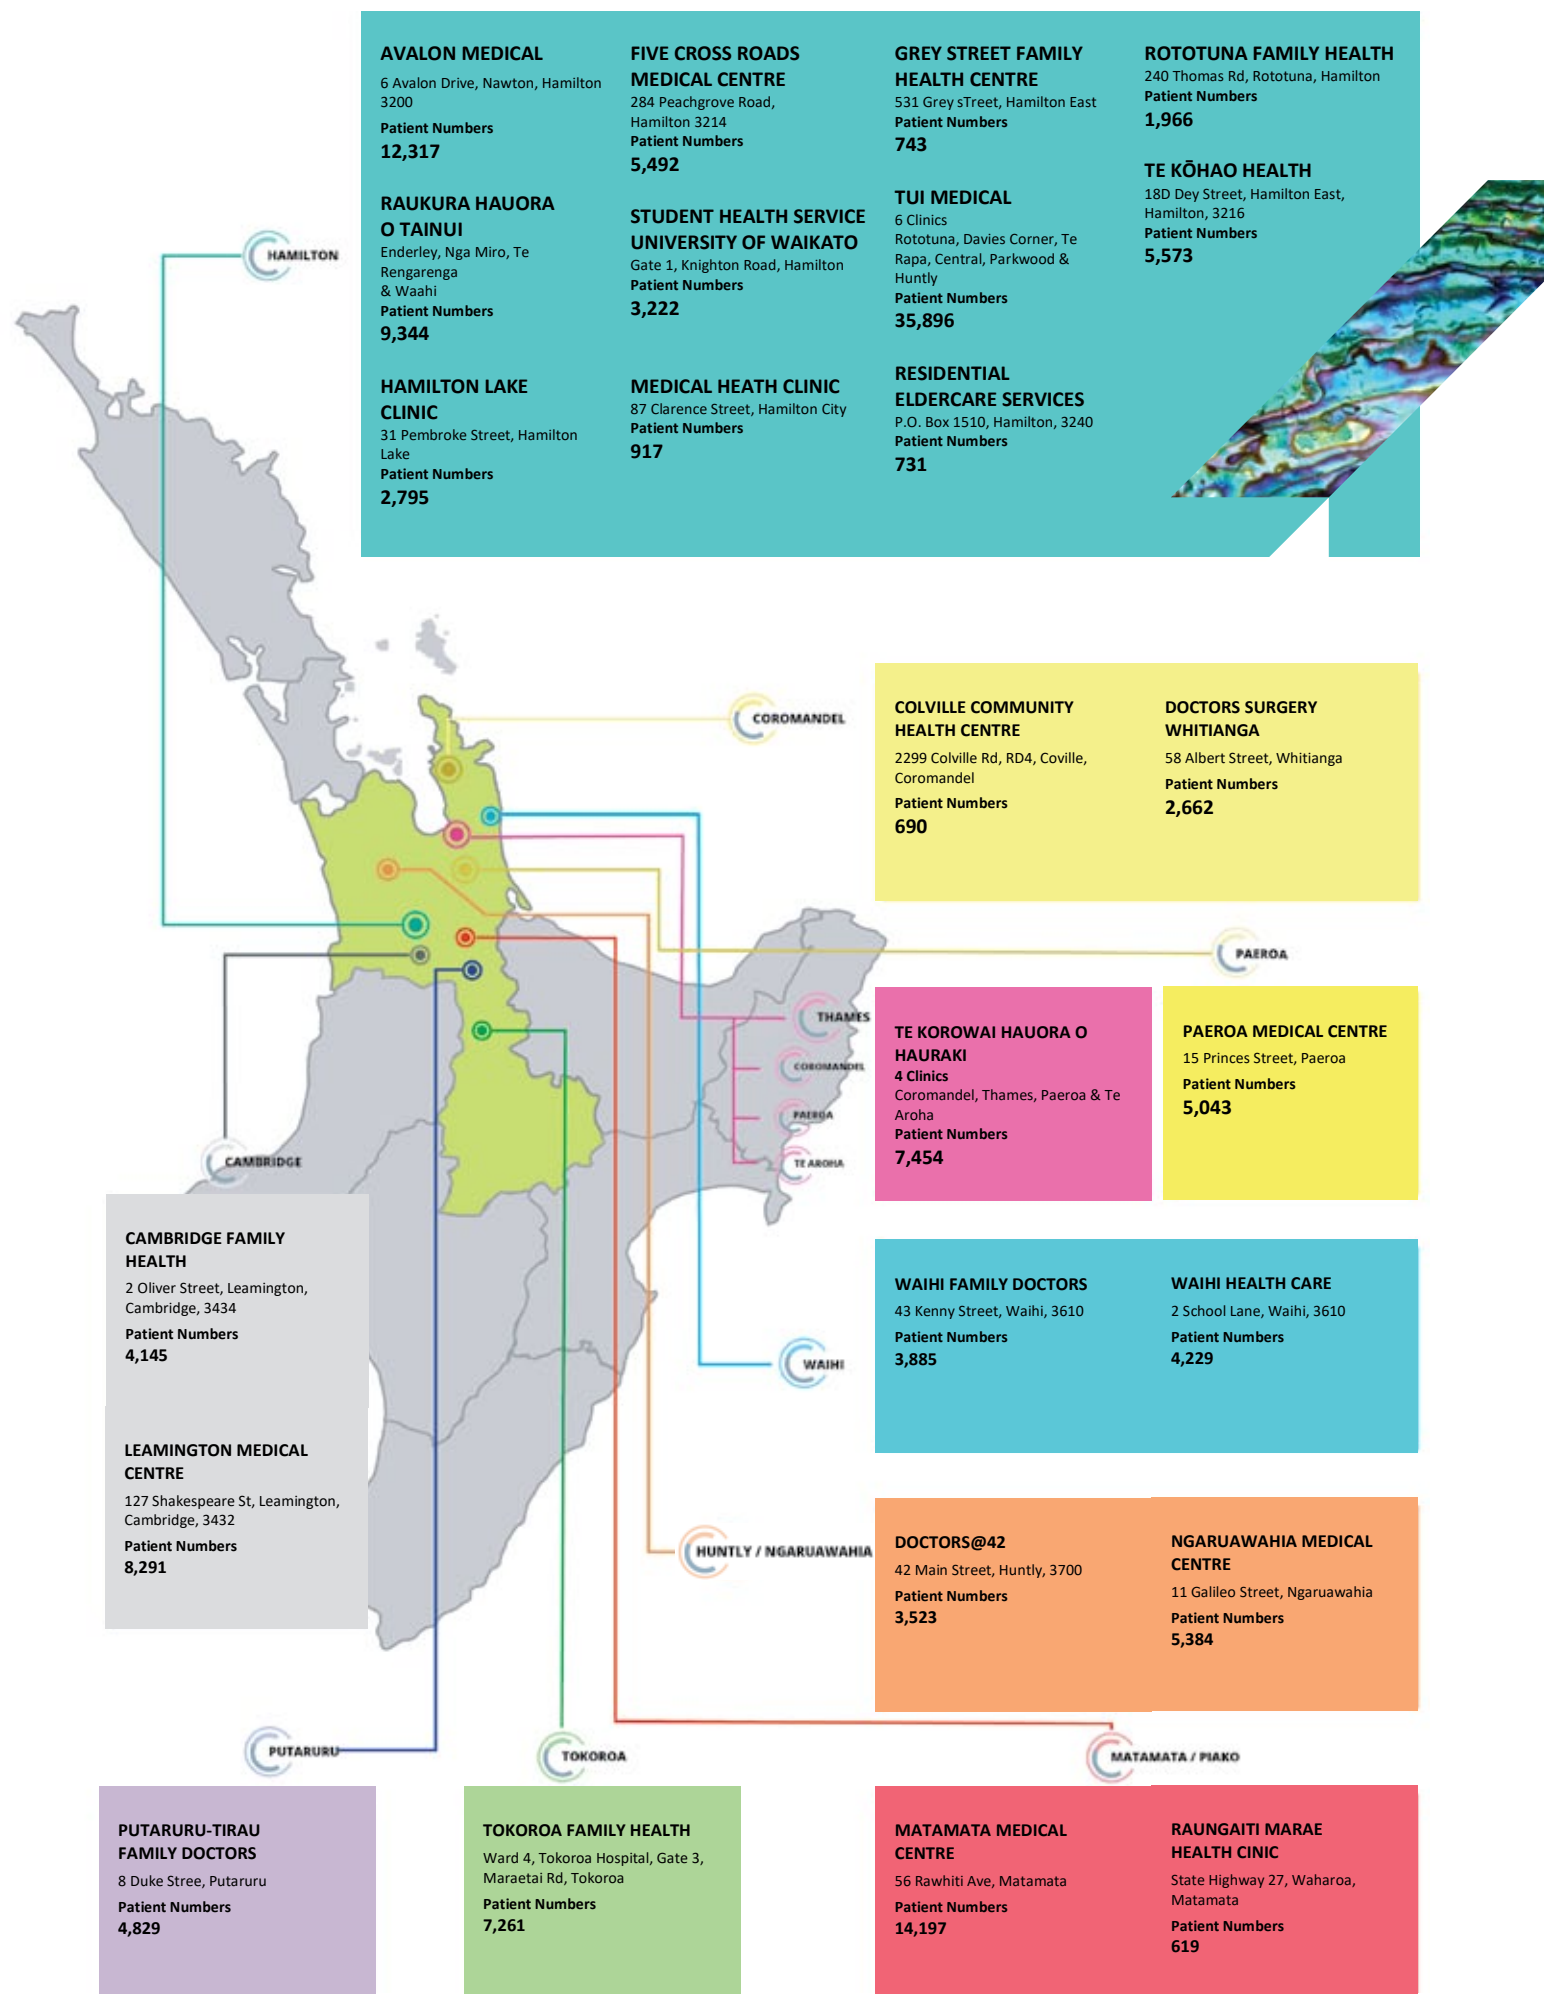 AVALON MEDICAL
6 Avalon Drive, Nawton, Hamilton
3200
Patient Numbers
12,317
RAUKURA HAUORA
O TAINUI
Enderley, Nga Miro, Te
Rengarenga
& Waahi
Patient Numbers
9,344
HAMILTON LAKE
CLINIC
31 Pembroke Street, Hamilton
Lake
Patient Numbers
2,795
FIVE CROSS ROADS
MEDICAL CENTRE
284 Peachgrove Road,
Hamilton 3214
Patient Numbers
5,492
STUDENT HEALTH SERVICE
UNIVERSITY OF WAIKATO
Gate 1, Knighton Road, Hamilton
Patient Numbers
3,222
MEDICAL HEATH CLINIC
87 Clarence Street, Hamilton City
Patient Numbers
917
GREY STREET FAMILY
HEALTH CENTRE
531 Grey sTreet, Hamilton East
Patient Numbers
743
TUI MEDICAL
6 Clinics
Rototuna, Davies Corner, Te
Rapa, Central, Parkwood &
Huntly
Patient Numbers
35,896
RESIDENTIAL
ELDERCARE SERVICES
P.O. Box 1510, Hamilton, 3240
Patient Numbers
731
ROTOTUNA FAMILY HEALTH
240 Thomas Rd, Rototuna, Hamilton
Patient Numbers
1,966
TE KŌHAO HEALTH
18D Dey Street, Hamilton East,
Hamilton, 3216
Patient Numbers
5,573
HAMILTON
COROMANDEL
COLVILLE COMMUNITY
HEALTH CENTRE
2299 Colville Rd, RD4, Coville,
Coromandel
Patient Numbers
690
DOCTORS SURGERY
WHITIANGA
58 Albert Street, Whitianga
Patient Numbers
2,662
PAEROA
THAMES
COROMANDEL
PAEROA
TE AROHA
TE KOROWAI HAUORA O
HAURAKI
4 Clinics
Coromandel, Thames, Paeroa & Te
Aroha
Patient Numbers
7,454
PAEROA MEDICAL CENTRE
15 Princes Street, Paeroa
Patient Numbers
5,043
CAMBRIDGE
CAMBRIDGE FAMILY
HEALTH
2 Oliver Street, Leamington,
Cambridge, 3434
Patient Numbers
4,145
LEAMINGTON MEDICAL
CENTRE
127 Shakespeare St, Leamington,
Cambridge, 3432
Patient Numbers
8,291
WAIHI
WAIHI FAMILY DOCTORS
43 Kenny Street, Waihi, 3610
Patient Numbers
3,885
WAIHI HEALTH CARE
2 School Lane, Waihi, 3610
Patient Numbers
4,229
HUNTLY / NGARUAWAHIA
DOCTORS@42
42 Main Street, Huntly, 3700
Patient Numbers
3,523
NGARUAWAHIA MEDICAL
CENTRE
11 Galileo Street, Ngaruawahia
Patient Numbers
5,384
PUTARURU
TOKOROA
MATAMATA / PIAKO
PUTARURU-TIRAU
FAMILY DOCTORS
8 Duke Stree, Putaruru
Patient Numbers
4,829
TOKOROA FAMILY HEALTH
Ward 4, Tokoroa Hospital, Gate 3,
Maraetai Rd, Tokoroa
Patient Numbers
7,261
MATAMATA MEDICAL
CENTRE
56 Rawhiti Ave, Matamata
Patient Numbers
14,197
RAUNGAITI MARAE
HEALTH CINIC
State Highway 27, Waharoa,
Matamata
Patient Numbers
619